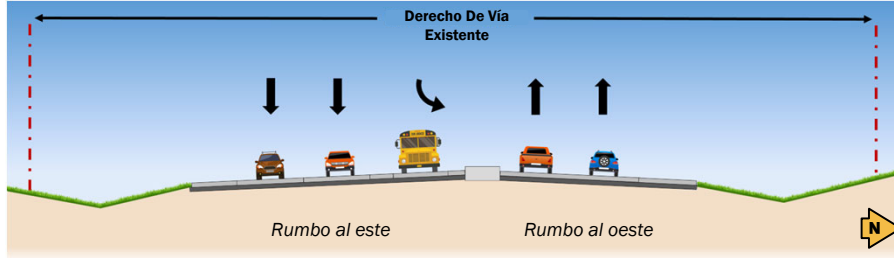 Derecho De Vía
Existente
Rumbo al este
Rumbo al oeste
N